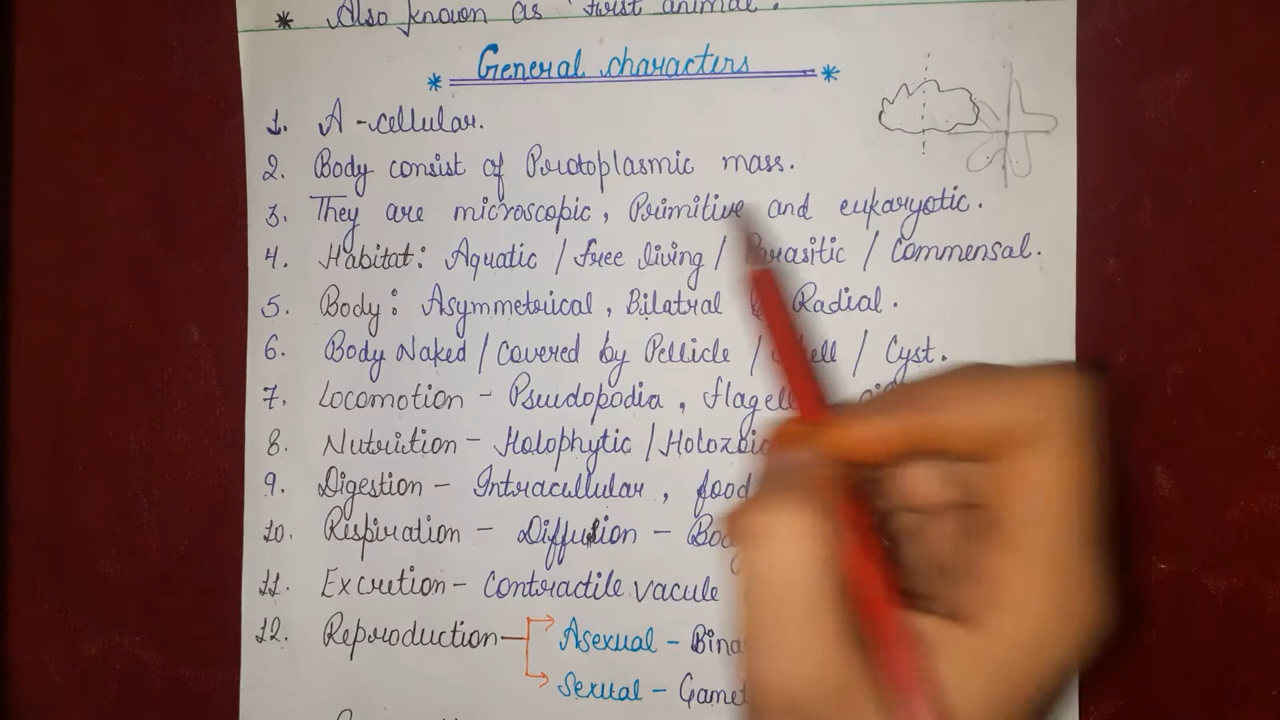 * Also known as first animal.
* General characters *
1. A-cellular.
2. Body consist of Protoplasmic mass.
3. They are microscopic, Primitive and eukaryotic.
4. Habitat: Aquatic / free living / Parasitic / Commensal.
5. Body: Asymmetrical, Bilatral Radial.
6. Body Naked / Covered by Pellicle / Shell / Cyst.
7. Locomotion - Pseudopodia,
8. Nutrition - Holophytic / Holozoic
9. Digestion - Intracellular, food
10. Respiration - Diffusion - Body
11. Excretion - Contractile vacule
12. Reproduction
Asexual -
Sexual -